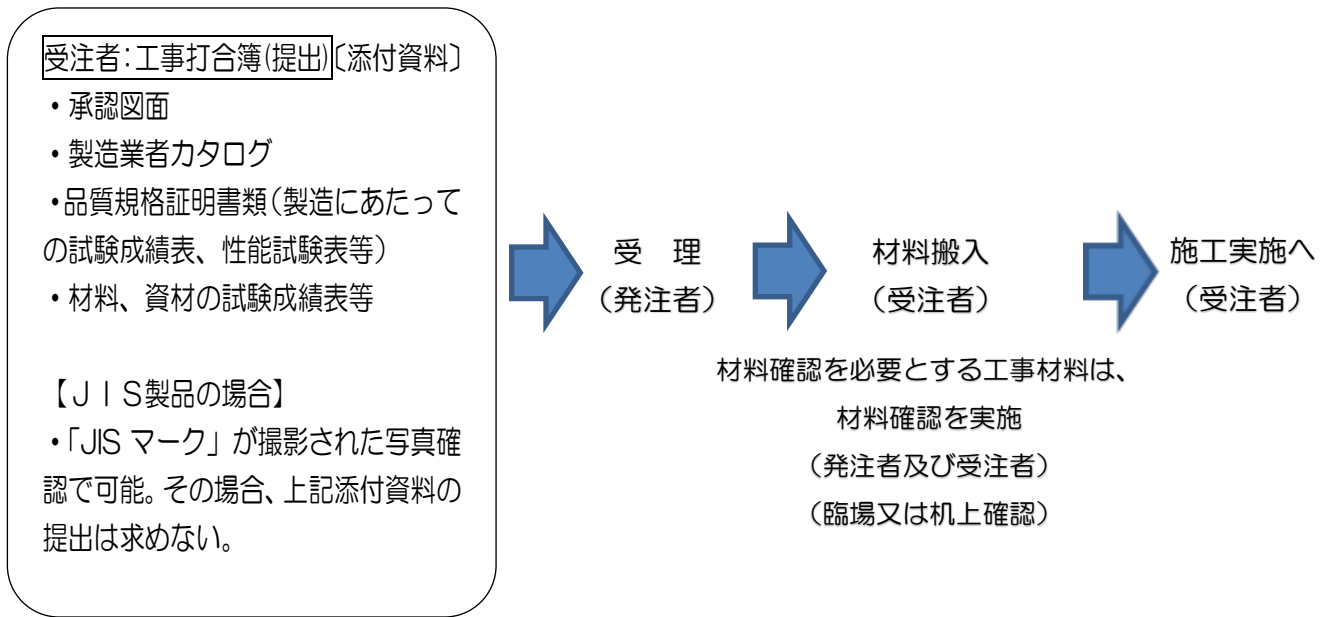 受注者：工事打合簿(提出)〔添付資料〕
・承認図面
・製造業者カタログ
・品質規格証明書類（製造にあたって
の試験成績表、性能試験表等）
・材料、資材の試験成績表等
【ＪＩＳ製品の場合】
・「JIS マーク」が撮影された写真確
認で可能。その場合、上記添付資料の
提出は求めない。
受　理
（発注者）
材料搬入
（受注者）
施工実施へ
（受注者）
材料確認を必要とする工事材料は、
材料確認を実施
（発注者及び受注者）
（臨場又は机上確認）